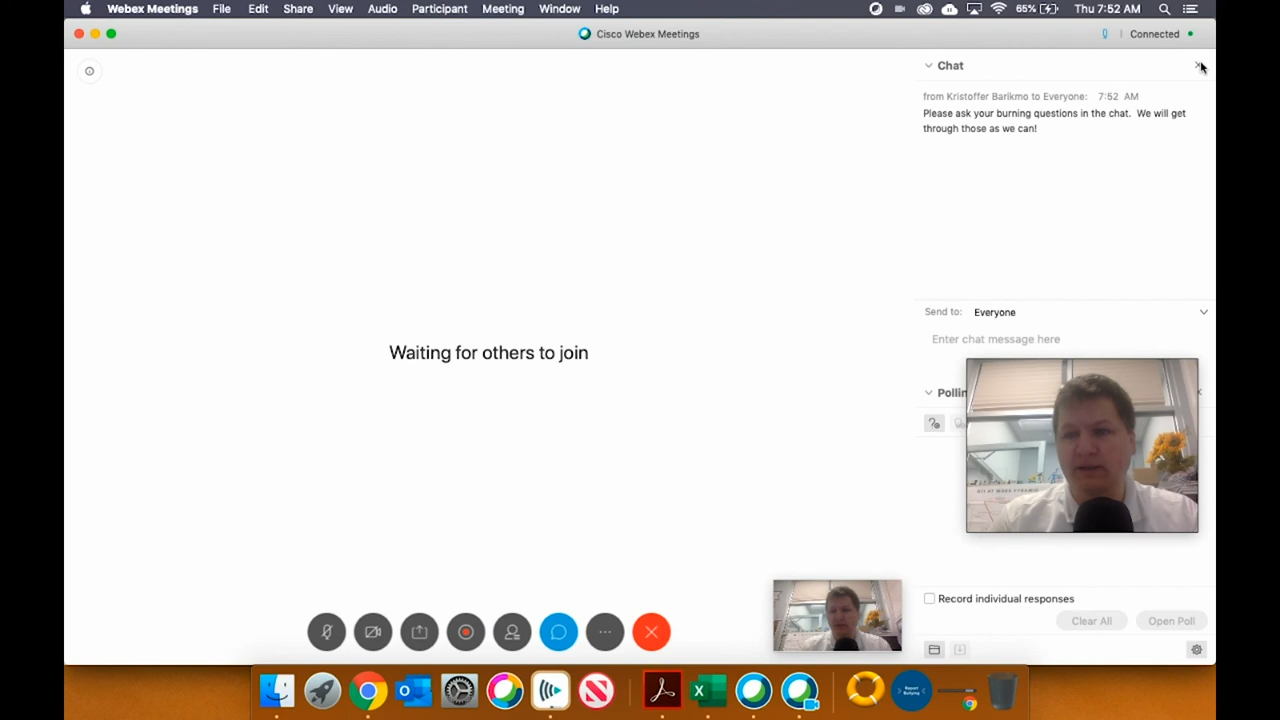 Webex Meetings File Edit Share View Audio Participant Meeting Window Help 65% Thu 7:52 AM
Cisco Webex Meetings
Connected
Chat
from Kristoffer Barikmo to Everyone: 7:52 AM
Please ask your burning questions in the chat. We will get
through those as we can!
Send to: Everyone
Enter chat message here
Waiting for others to join
Pollin
Record individual responses
Clear All Open Poll
Report
Bullying